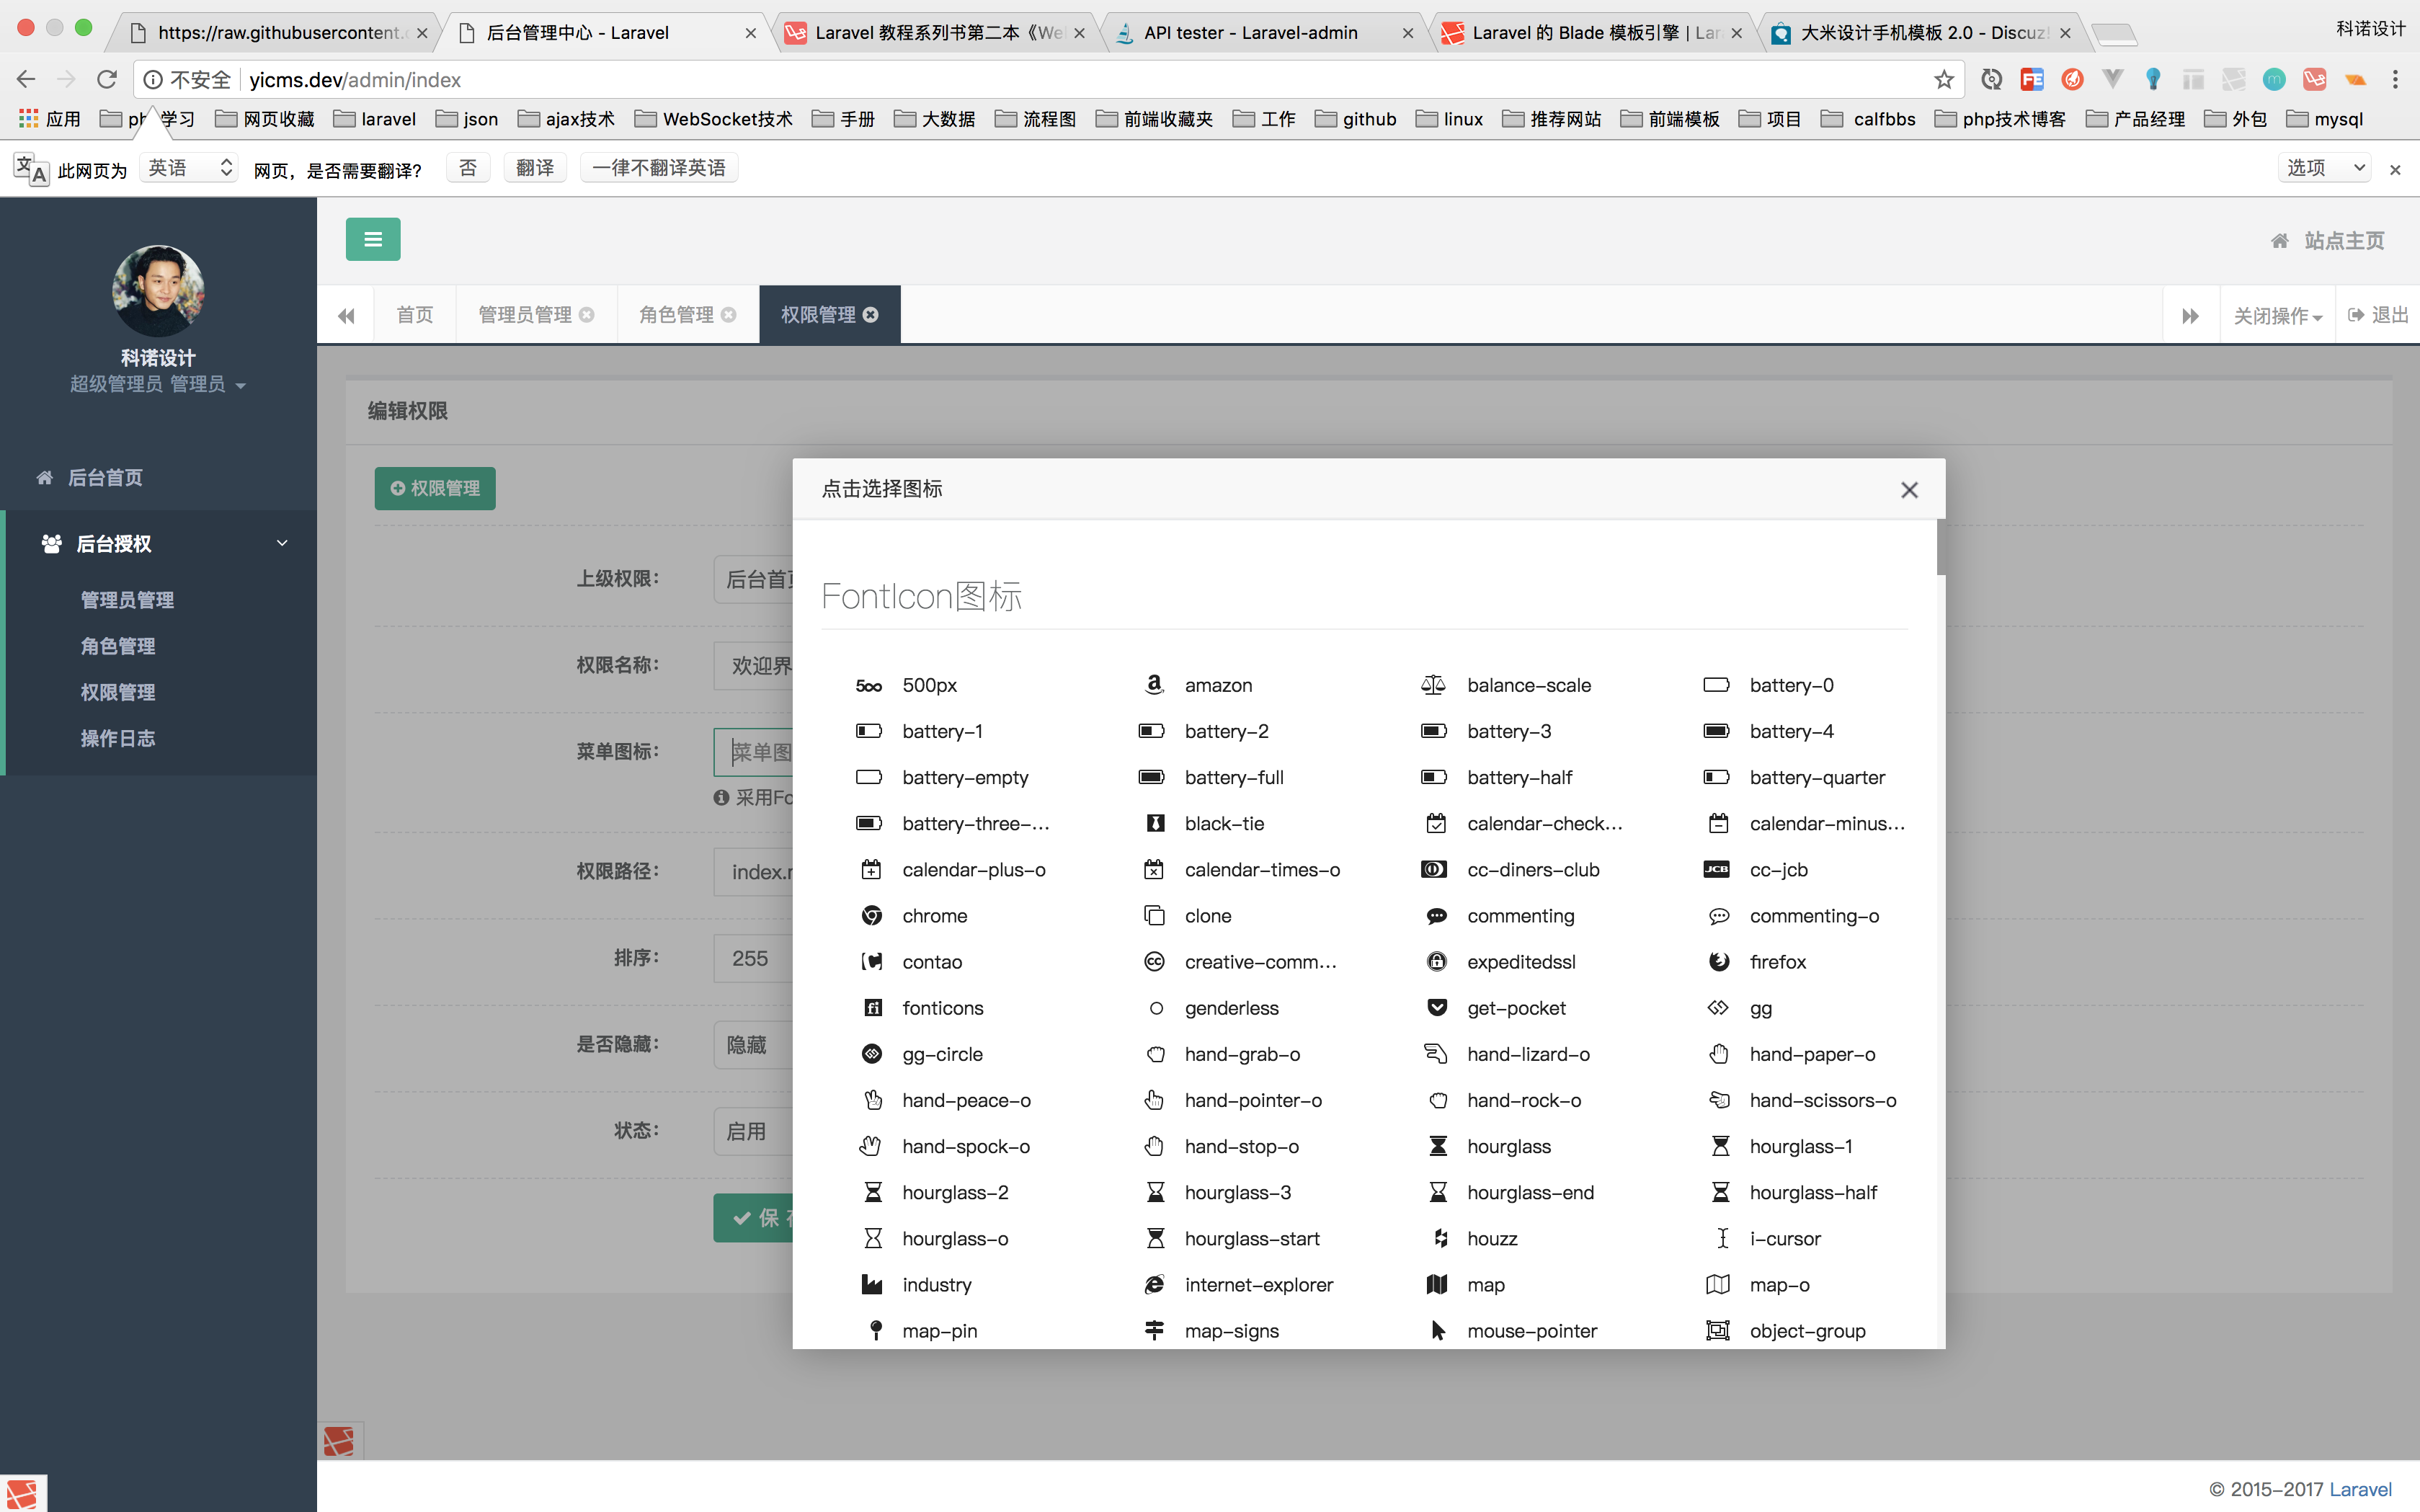 https://raw.githubusercontent.c
后台管理中心 - Laravel
Laravel 教程系列书第二本《We
API tester - Laravel-admin
Laravel 的 Blade 模板引擎 | Lar
大米设计手机模板 2.0 - Discuz!
科诺设计
不安全
yicms.dev/admin/index
应用
学习
网页收藏
laravel
json
ajax技术
WebSocket技术
手册
大数据
流程图
前端收藏夹
工作
github
linux
推荐网站
前端模板
项目
calfbbs
php技术博客
产品经理
外包
mysql
此网页为 英语 网页，是否需要翻译？ 否 翻译 一律不翻译英语 选项
站点主页
首页 管理员管理 角色管理 权限管理 关闭操作 退出
科诺设计
超级管理员 管理员
后台首页
后台授权
管理员管理
角色管理
权限管理
操作日志
编辑权限
权限管理
上级权限：
后台首页
权限名称：
欢迎界
菜单图标：
菜单图
采用Fo
权限路径：
index.r
排序：
255
是否隐藏：
隐藏
状态：
启用
保 存
点击选择图标
FontIcon图标
500px amazon balance-scale battery-0
battery-1 battery-2 battery-3 battery-4
battery-empty battery-full battery-half battery-quarter
battery-three-... black-tie calendar-check... calendar-minus...
calendar-plus-o calendar-times-o cc-diners-club cc-jcb
chrome clone commenting commenting-o
contao creative-comm... expeditedssl firefox
fonticons genderless get-pocket gg
gg-circle hand-grab-o hand-lizard-o hand-paper-o
hand-peace-o hand-pointer-o hand-rock-o hand-scissors-o
hand-spock-o hand-stop-o hourglass hourglass-1
hourglass-2 hourglass-3 hourglass-end hourglass-half
hourglass-o hourglass-start houzz i-cursor
industry internet-explorer map map-o
map-pin map-signs mouse-pointer object-group
© 2015-2017 Laravel